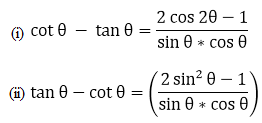 (i) cot θ − tan θ = (2 cos 2θ − 1)/(sin θ ∗ cos θ)
(ii) tan θ − cot θ = ((2 sin² θ − 1)/(sin θ ∗ cos θ))